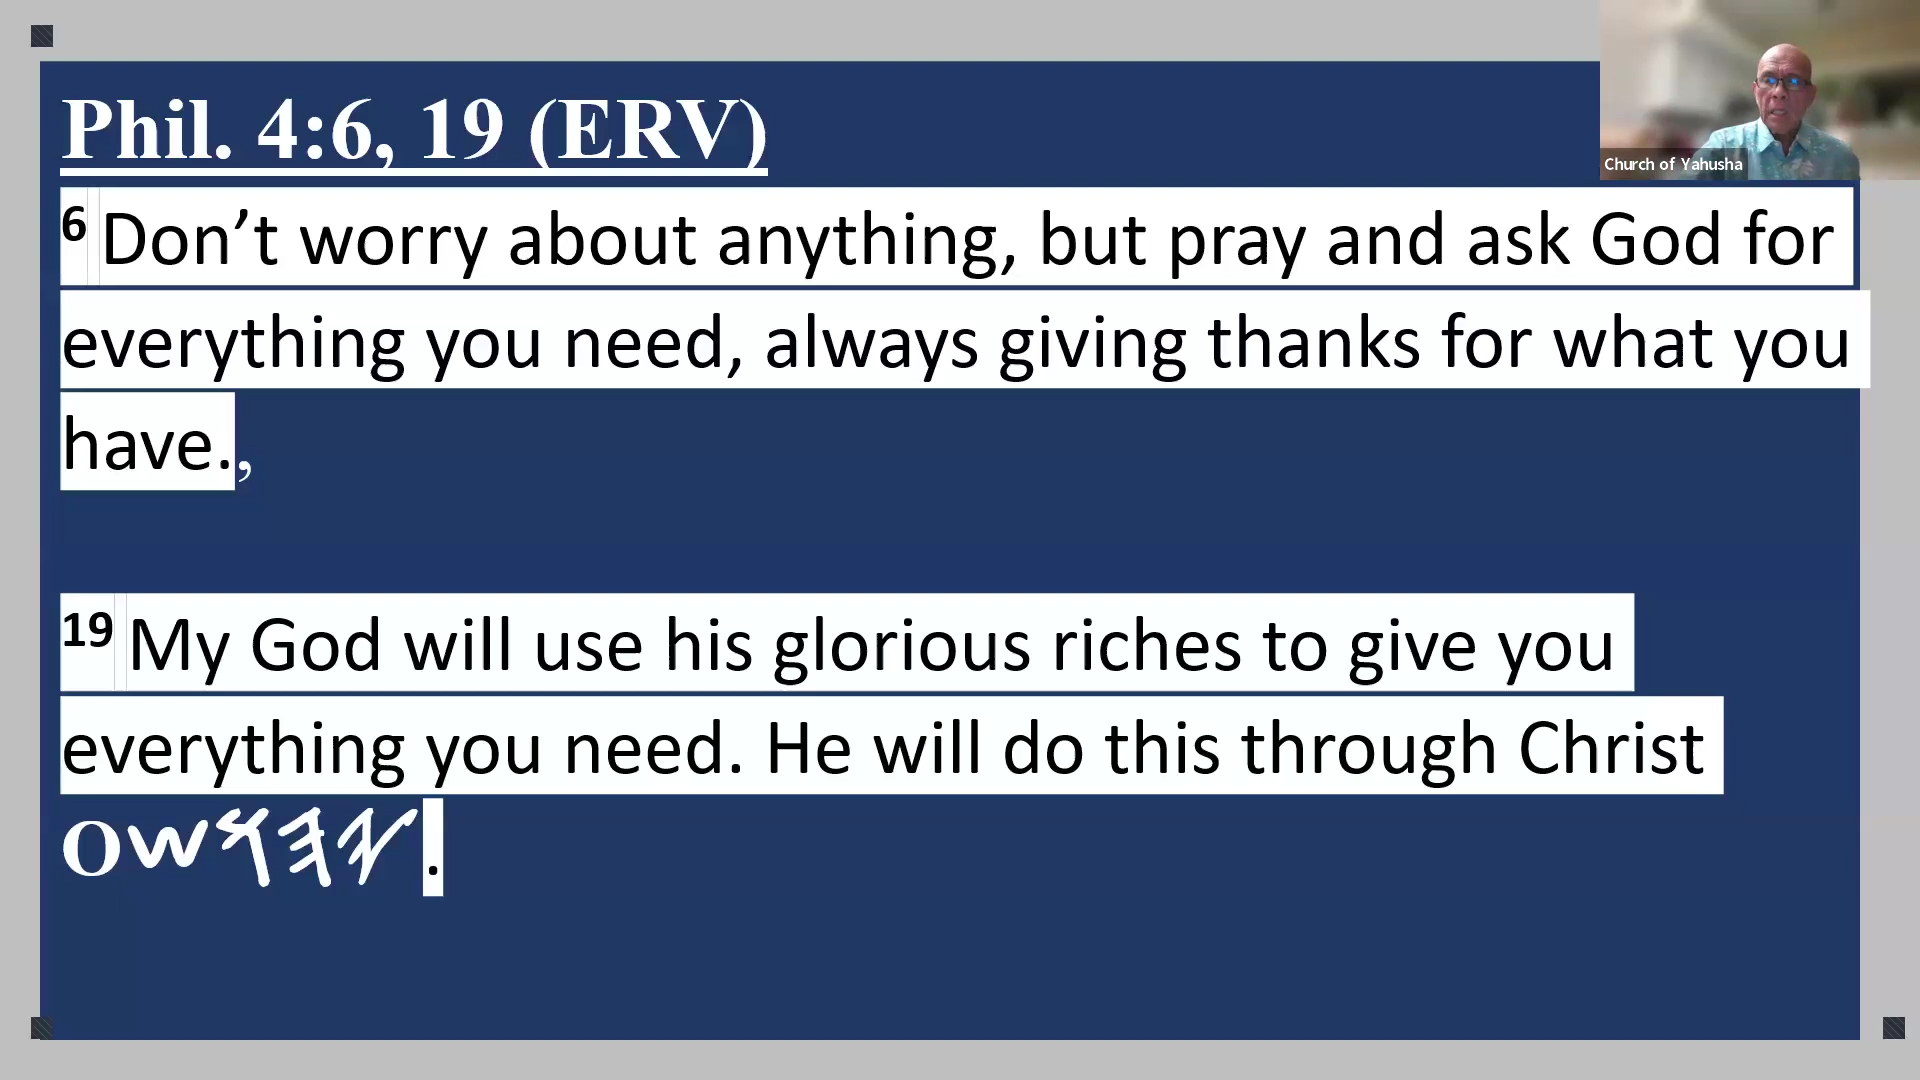 Phil. 4:6, 19 (ERV)
Church of Yahusha
6 Don’t worry about anything, but pray and ask God for
everything you need, always giving thanks for what you
have.,
19 My God will use his glorious riches to give you
everything you need. He will do this through Christ
𐤉𐤄𐤅𐤔𐤏.